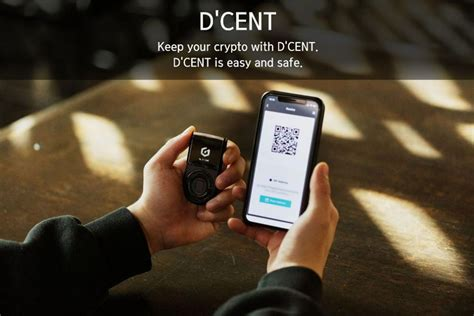 D'CENT
Keep your crypto with D'CENT.
D'CENT is easy and safe.